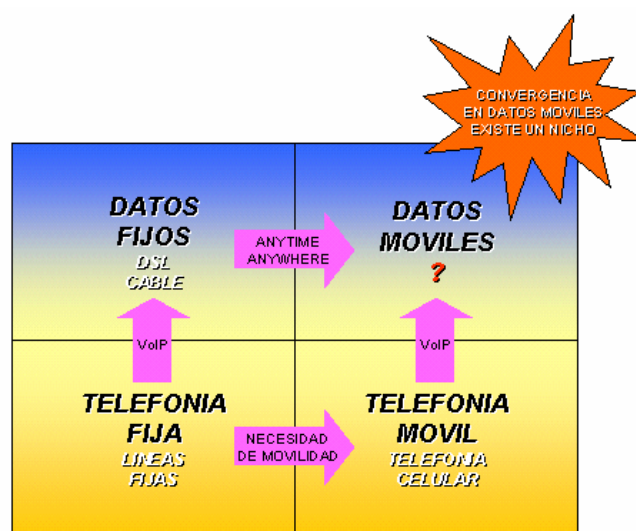 CONVERGENCIA
EN DATOS MOVILES
EXISTE UN NICHO
DATOS
FIJOS
DSL
CABLE
ANYTIME
ANYWHERE
DATOS
MOVILES
?
VoIP
VoIP
TELEFONIA
FIJA
LINEAS
FIJAS
NECESIDAD
DE MOVILIDAD
TELEFONIA
MOVIL
TELEFONIA
CELULAR